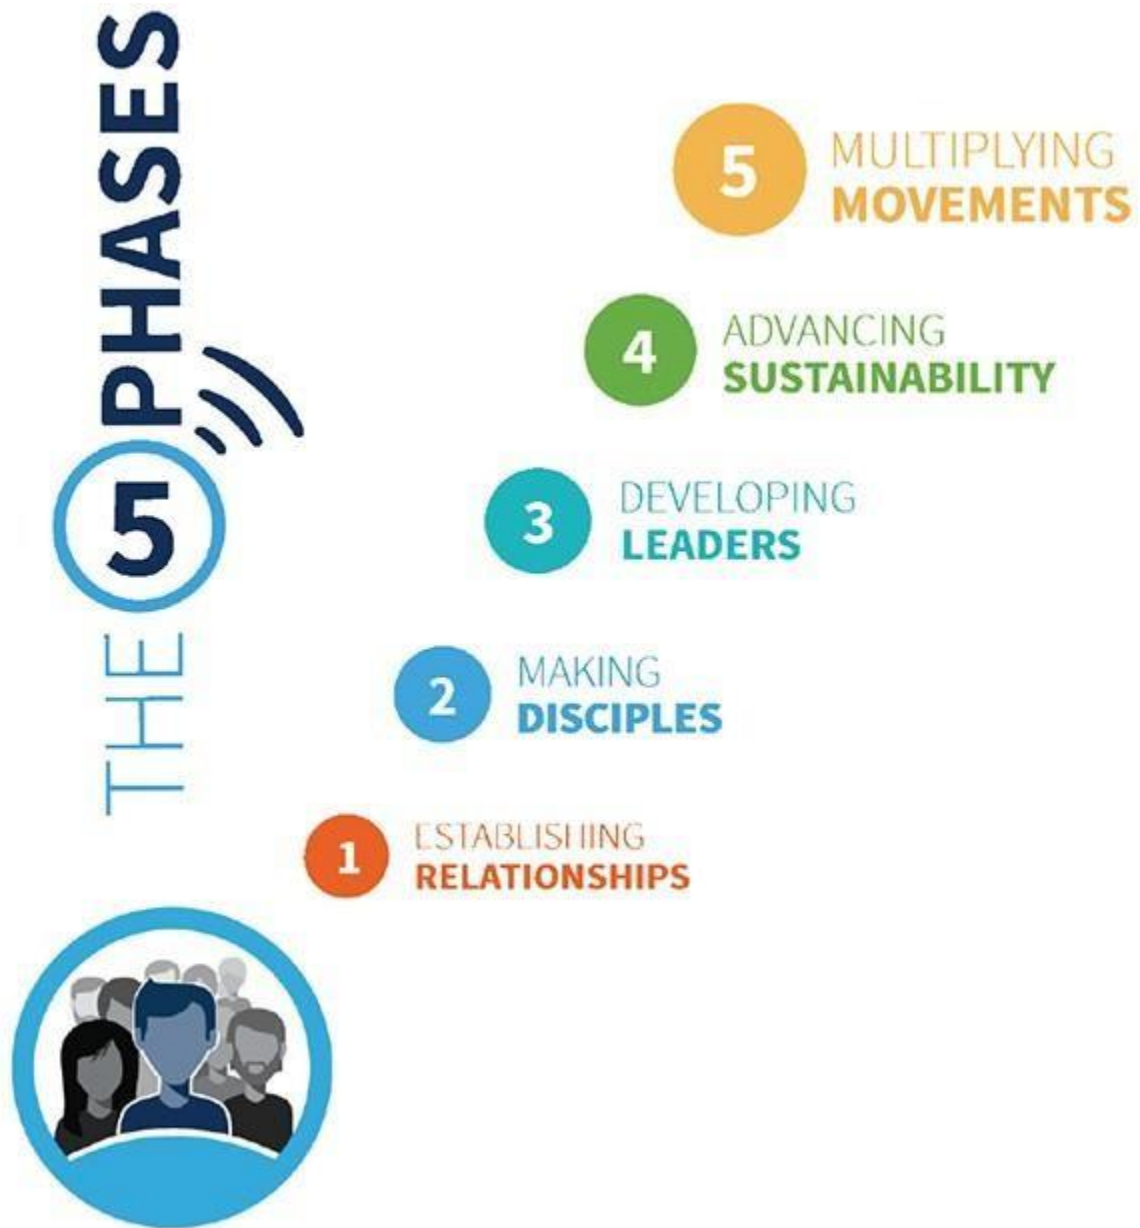 THE 5 PHASES
5
MULTIPLYING
MOVEMENTS
4
ADVANCING
SUSTAINABILITY
3
DEVELOPING
LEADERS
2
MAKING
DISCIPLES
1
ESTABLISHING
RELATIONSHIPS